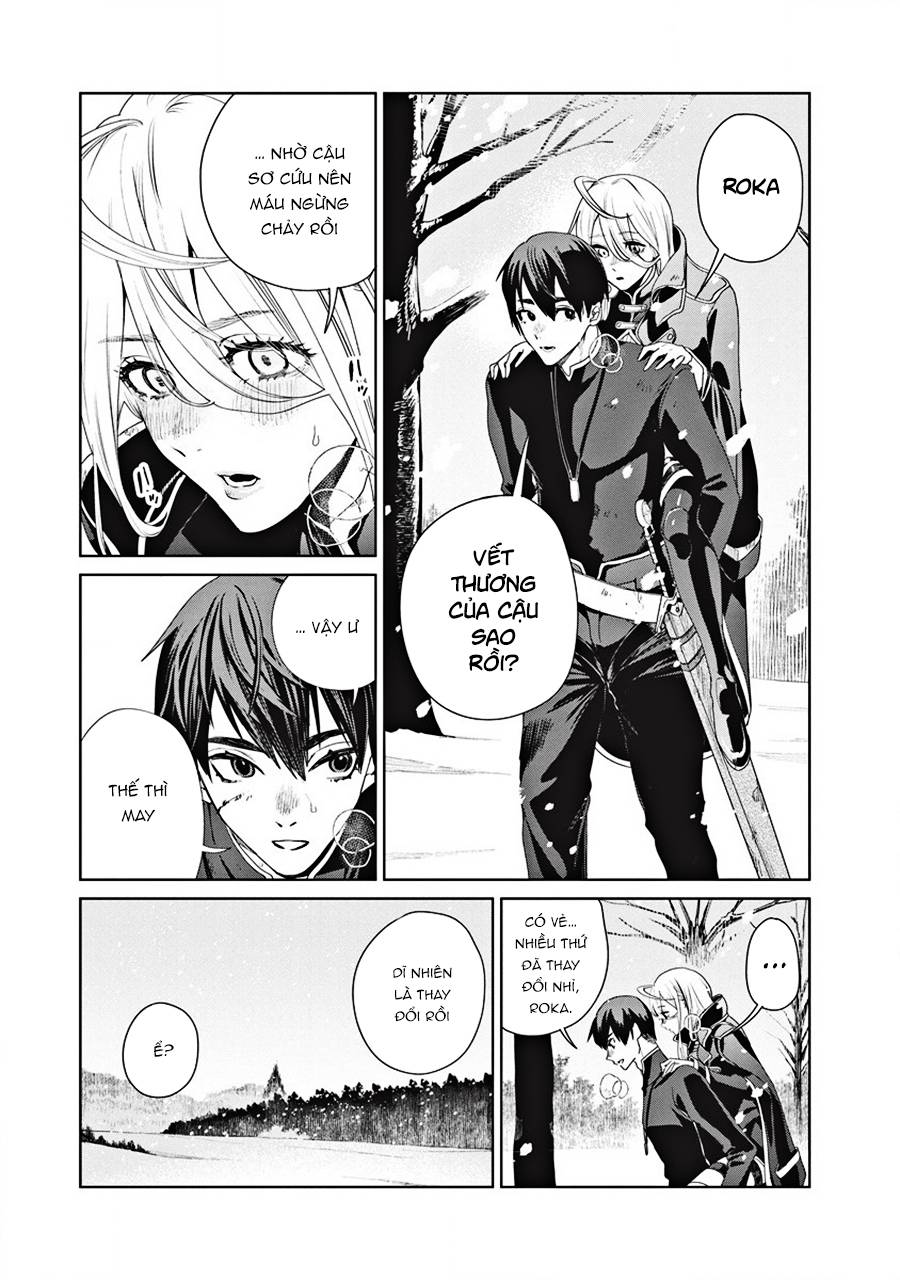 ROKA
VẾT
THƯƠNG
CỦA CẬU
SAO
RỒI?
... NHỜ CẬU
SƠ CỨU NÊN
MÁU NGỪNG
CHẢY RỒI
... VẬY Ư
THẾ THÌ
MAY
...
CÓ VẺ...
NHIỀU THỨ
ĐÃ THAY
ĐỔI NHỈ,
ROKA.
DĨ NHIÊN
LÀ THAY
ĐỔI RỒI
Ể?